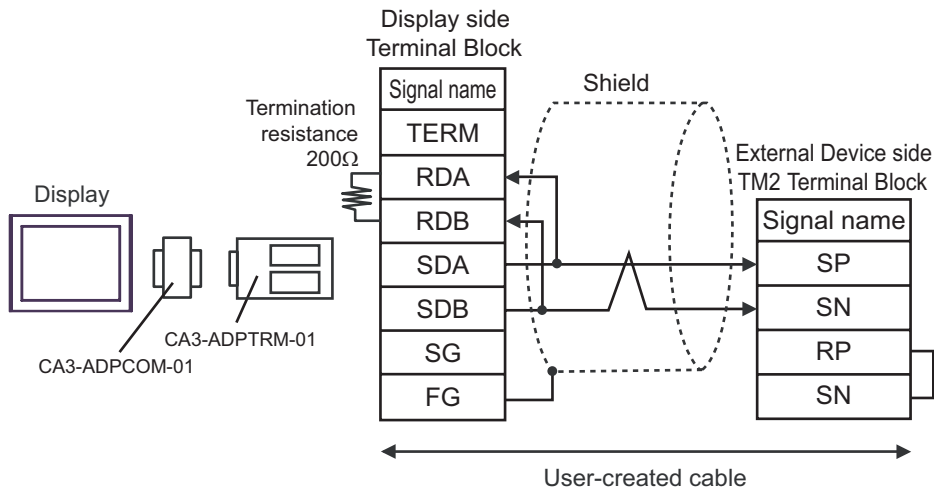 Display side
Terminal Block
Signal name
TERM
RDA
RDB
SDA
SDB
SG
FG
Termination
resistance
200Ω
Shield
External Device side
TM2 Terminal Block
Signal name
SP
SN
RP
SN
Display
CA3-ADPTRM-01
CA3-ADPCOM-01
User-created cable